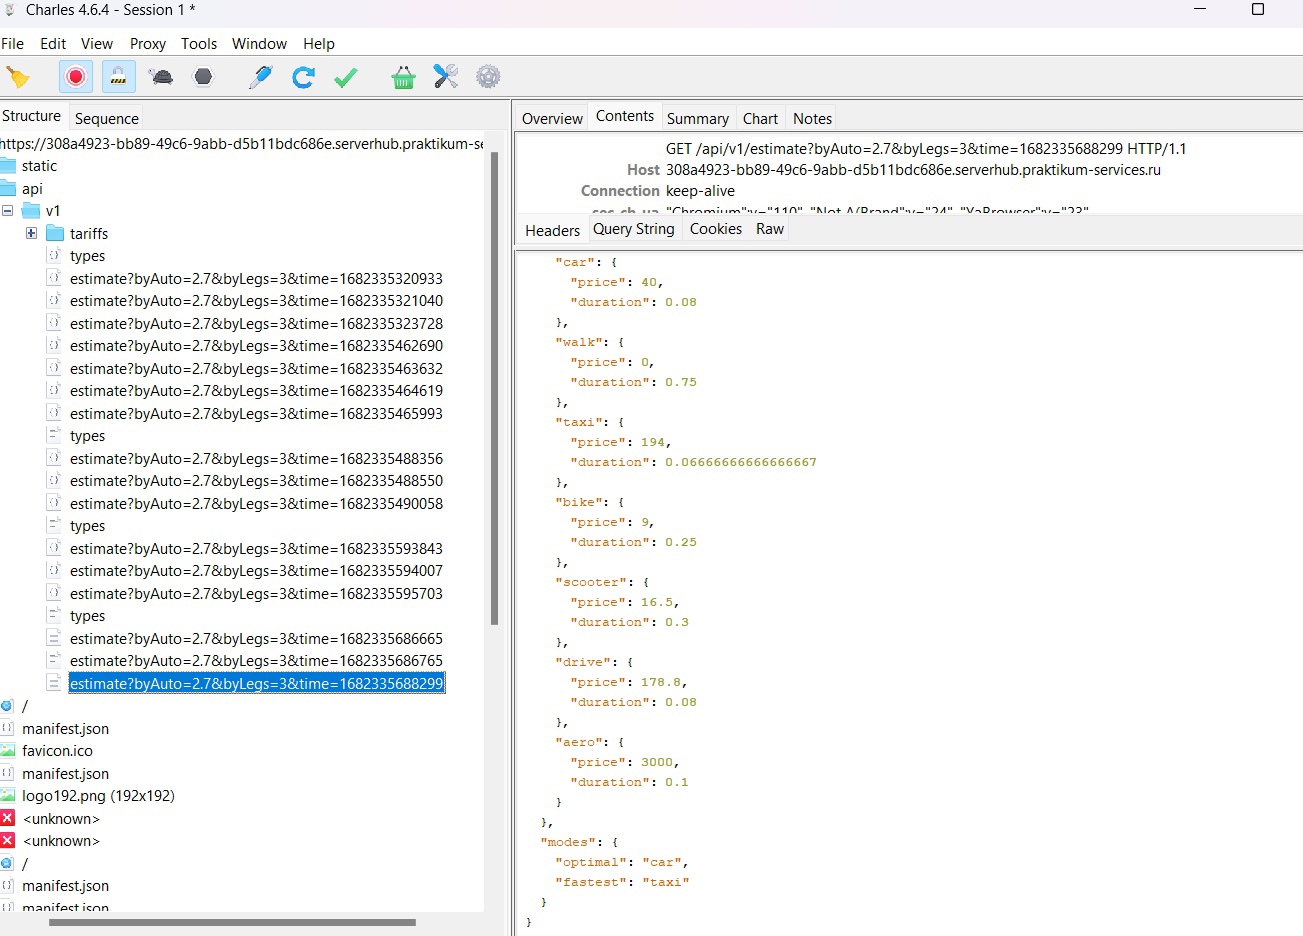 Charles 4.6.4 - Session 1 *
File Edit View Proxy Tools Window Help
Structure Sequence
https://308a4923-bb89-49c6-9abb-d5b11bdc686e.serverhub.praktikum-se
static
api
v1
tariffs
types
estimate?byAuto=2.7&byLegs=3&time=1682335320933
estimate?byAuto=2.7&byLegs=3&time=1682335321040
estimate?byAuto=2.7&byLegs=3&time=1682335323728
estimate?byAuto=2.7&byLegs=3&time=1682335462690
estimate?byAuto=2.7&byLegs=3&time=1682335463632
estimate?byAuto=2.7&byLegs=3&time=1682335464619
estimate?byAuto=2.7&byLegs=3&time=1682335465993
types
estimate?byAuto=2.7&byLegs=3&time=1682335488356
estimate?byAuto=2.7&byLegs=3&time=1682335488550
estimate?byAuto=2.7&byLegs=3&time=1682335490058
types
estimate?byAuto=2.7&byLegs=3&time=1682335593843
estimate?byAuto=2.7&byLegs=3&time=1682335594007
estimate?byAuto=2.7&byLegs=3&time=1682335595703
types
estimate?byAuto=2.7&byLegs=3&time=1682335686665
estimate?byAuto=2.7&byLegs=3&time=1682335686765
estimate?byAuto=2.7&byLegs=3&time=1682335688299
/
manifest.json
favicon.ico
manifest.json
logo192.png (192x192)
<unknown>
<unknown>
/
manifest.json
manifest.json
Overview Contents Summary Chart Notes
GET /api/v1/estimate?byAuto=2.7&byLegs=3&time=1682335688299 HTTP/1.1
Host 308a4923-bb89-49c6-9abb-d5b11bdc686e.serverhub.praktikum-services.ru
Connection keep-alive
sec-ch-ua "Chromium";v="110", "Not A(Brand";v="24", "YaBrowser";v="23"
Headers Query String Cookies Raw
"car": {
"price": 40,
"duration": 0.08
},
"walk": {
"price": 0,
"duration": 0.75
},
"taxi": {
"price": 194,
"duration": 0.06666666666666667
},
"bike": {
"price": 9,
"duration": 0.25
},
"scooter": {
"price": 16.5,
"duration": 0.3
},
"drive": {
"price": 178.8,
"duration": 0.08
},
"aero": {
"price": 3000,
"duration": 0.1
}
},
"modes": {
"optimal": "car",
"fastest": "taxi"
}
}